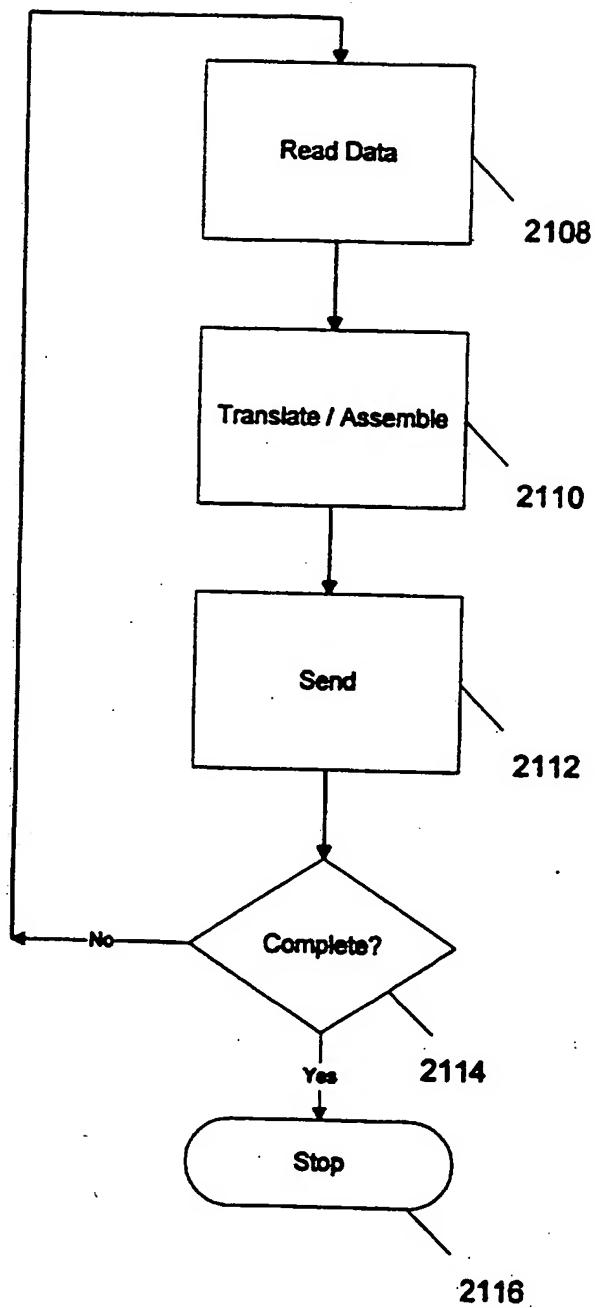 Read Data
2108
Translate / Assemble
2110
Send
2112
Complete?
No
2114
Yes
Stop
2116